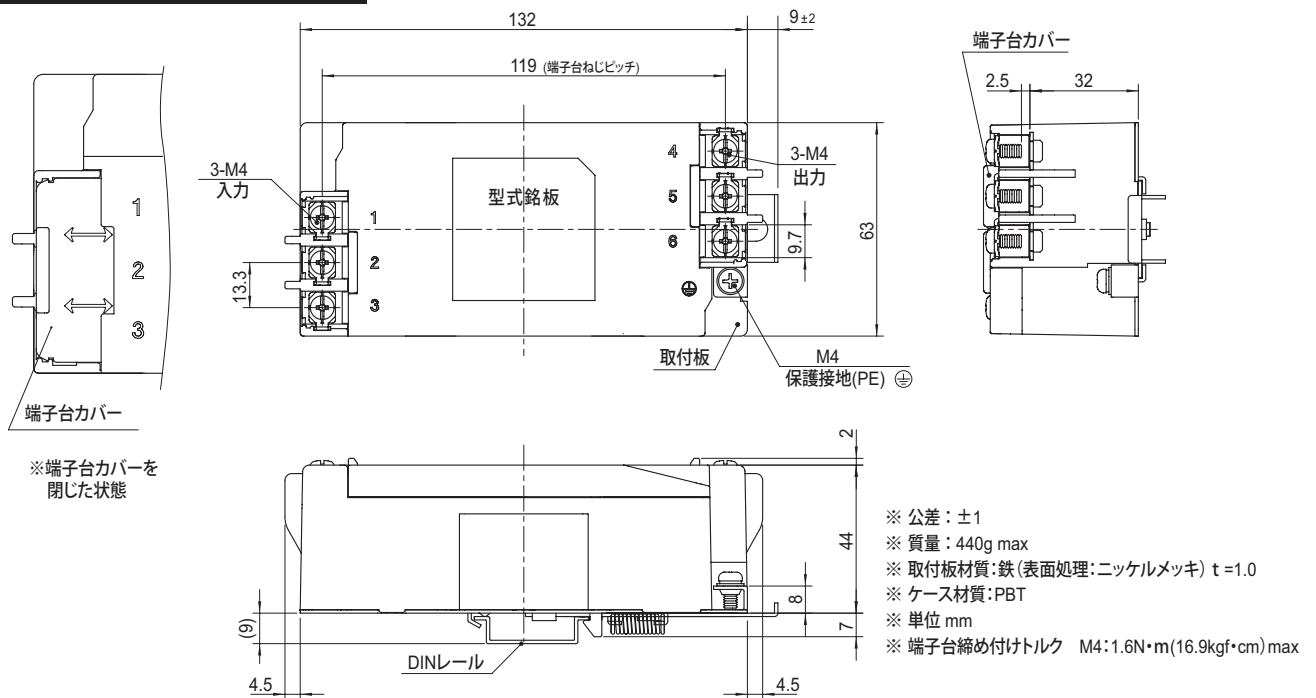 132
9±2
119 (端子台ねじピッチ)
端子台カバー
2.5
32
3-M4
入力
型式銘板
4
5
6
3-M4
出力
1
2
3
1
2
3
13.3
9.7
63
取付板
M4
保護接地(PE)
端子台カバー
※端子台カバーを
閉じた状態
2
44
8
7
(9)
DINレール
4.5
4.5
※ 公差：±1
※ 質量：440g max
※ 取付板材質：鉄（表面処理：ニッケルメッキ）t =1.0
※ ケース材質：PBT
※ 単位 mm
※ 端子台締め付けトルク M4：1.6N・m(16.9kgf・cm)max